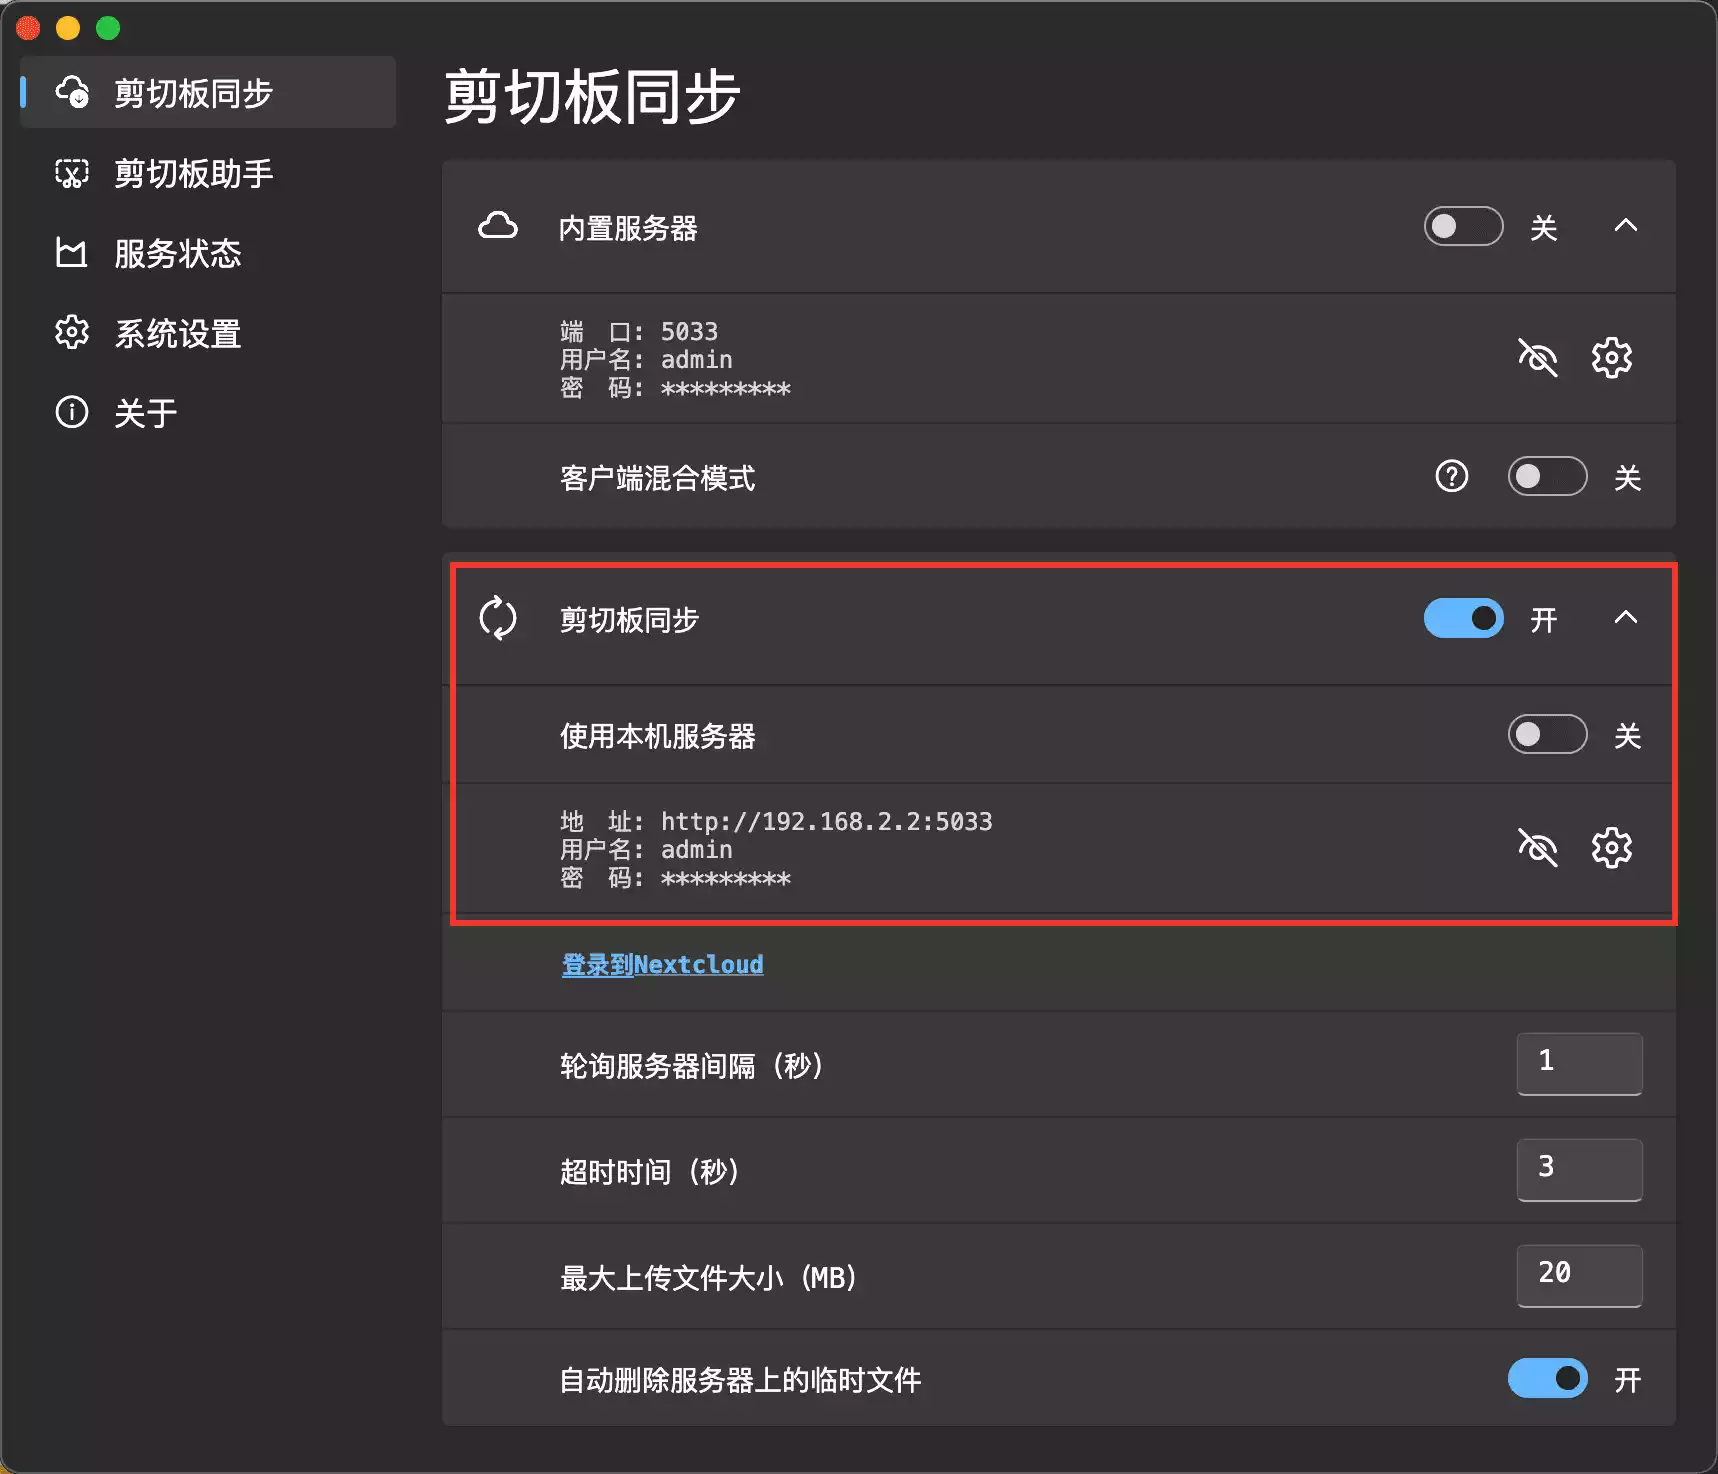 剪切板同步
剪切板助手
服务状态
系统设置
关于
剪切板同步
内置服务器
关
端 口: 5033
用户名: admin
密 码: *********
客户端混合模式
关
剪切板同步
开
使用本机服务器
关
地 址: http://192.168.2.2:5033
用户名: admin
密 码: *********
登录到Nextcloud
轮询服务器间隔（秒）
1
超时时间（秒）
3
最大上传文件大小（MB）
20
自动删除服务器上的临时文件
开